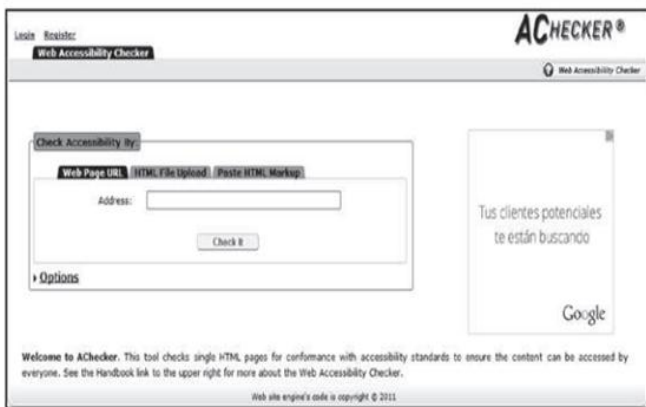 Login Register
ACHECKER®
Web Accessibility Checker
Web Accessibility Checker
Check Accessibility By:
Web Page URL HTML File Upload Paste HTML Markup
Address:
Check It
Options
Tus clientes potenciales
te están buscando
Google
Welcome to AChecker. This tool checks single HTML pages for conformance with accessibility standards to ensure the content can be accessed by
everyone. See the Handbook link to the upper right for more about the Web Accessibility Checker.
Web site engine's code is copyright © 2011